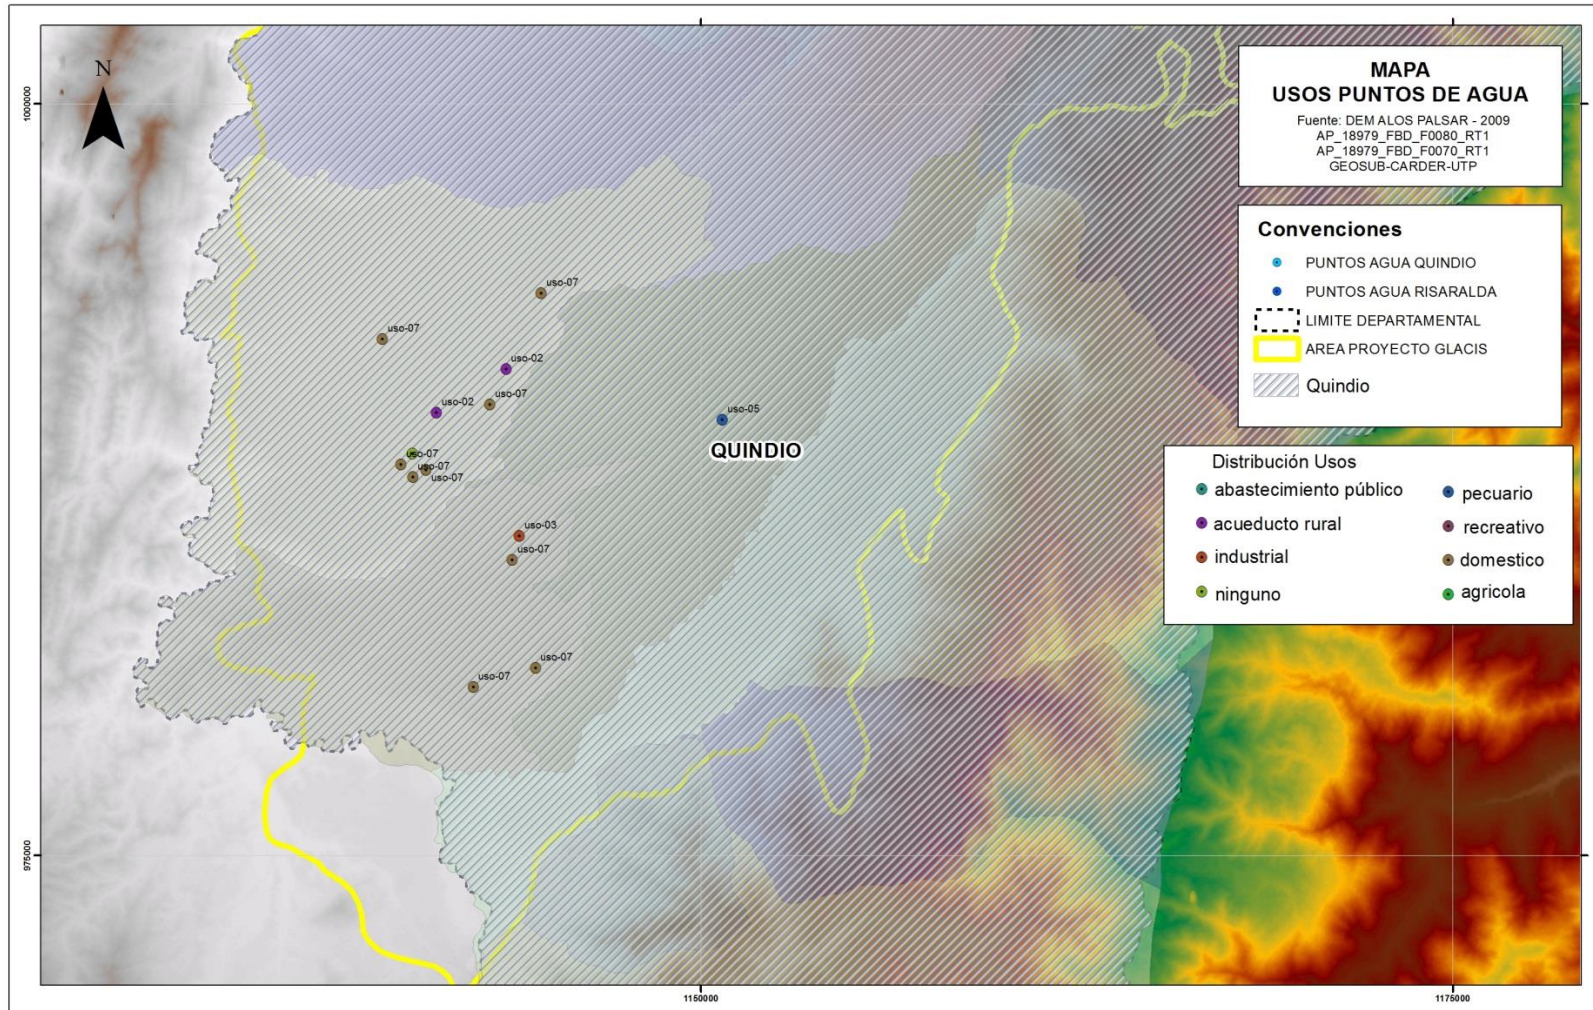 N
MAPA
USOS PUNTOS DE AGUA
Fuente: DEM ALOS PALSAR - 2009
AP_18979_FBD_F0080_RT1
AP_18979_FBD_F0070_RT1
GEOSUB-CARDER-UTP
Convenciones
PUNTOS AGUA QUINDIO
PUNTOS AGUA RISARALDA
LIMITE DEPARTAMENTAL
AREA PROYECTO GLACIS
Quindio
Distribución Usos
abastecimiento público
acueducto rural
industrial
ninguno
pecuario
recreativo
domestico
agricola
uso-07
uso-07
uso-02
uso-07
uso-02
uso-05
QUINDIO
uso-07
uso-07
uso-07
uso-03
uso-07
uso-07
uso-07
1000000
975000
1150000
1175000